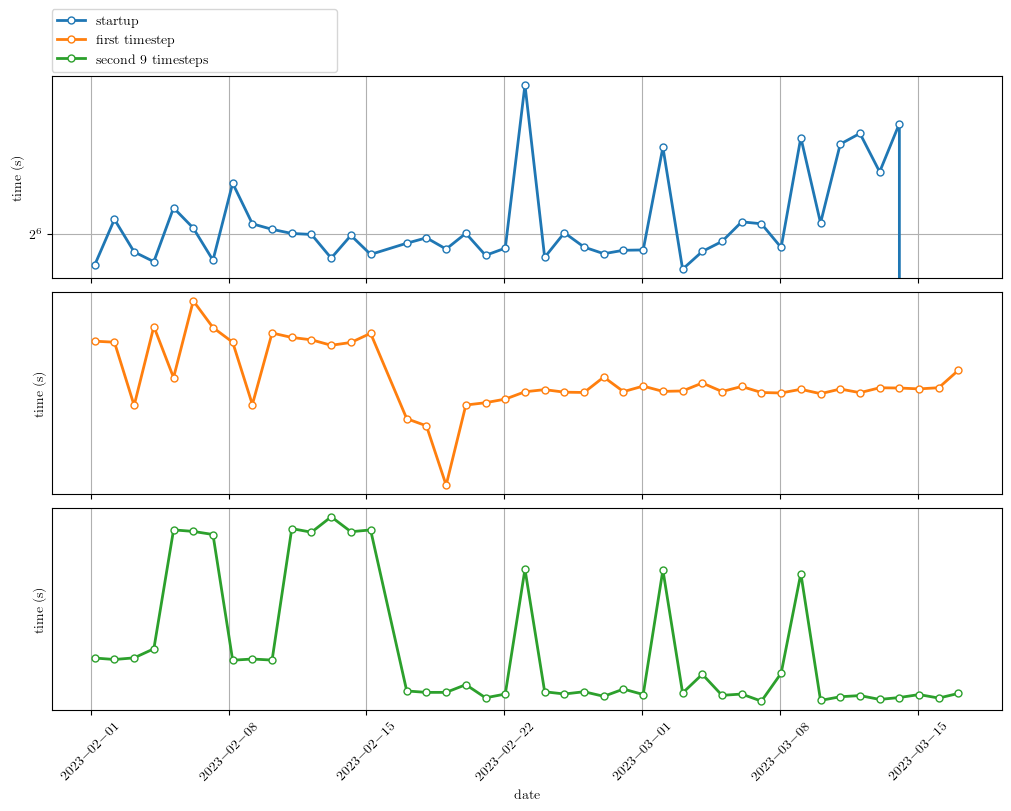 startup
first timestep
second 9 timesteps
time (s)
2^6
time (s)
time (s)
2023−02−01
2023−02−08
2023−02−15
2023−02−22
2023−03−01
2023−03−08
2023−03−15
date